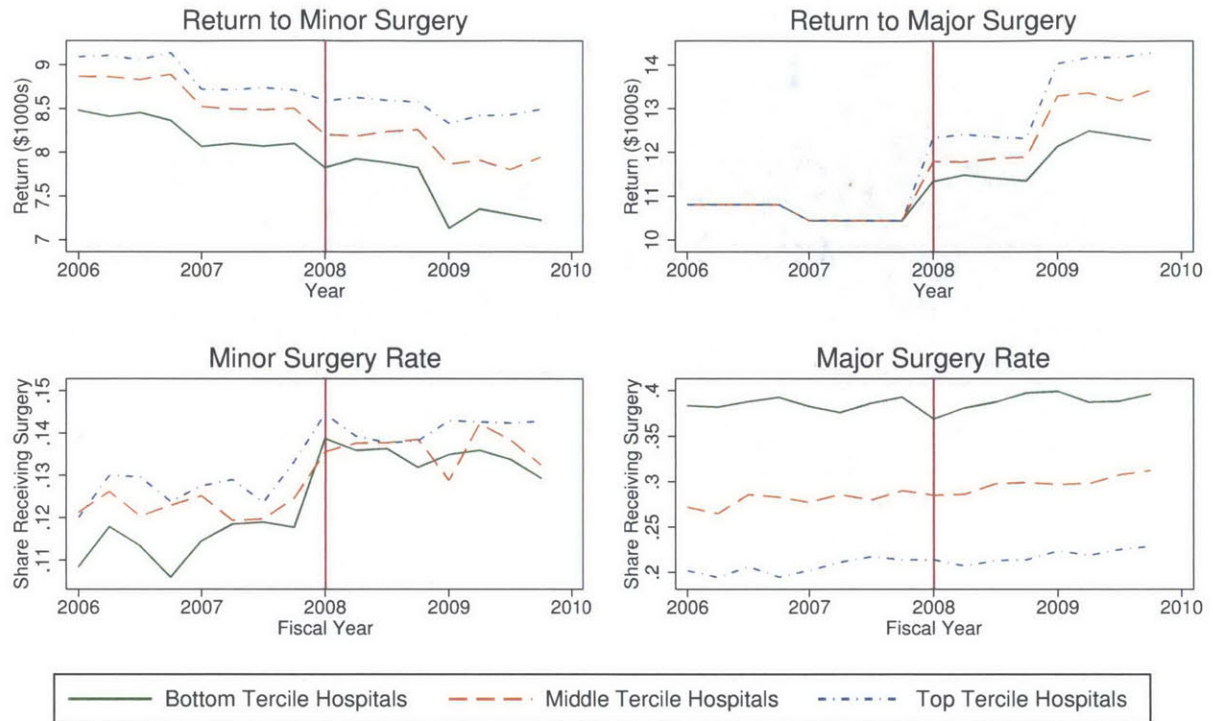 Return to Minor Surgery
Return ($1000s)
9
8.5
8
7.5
7
2006 2007 2008 2009 2010
Year
Return to Major Surgery
Return ($1000s)
14
13
12
11
10
2006 2007 2008 2009 2010
Year
Minor Surgery Rate
Share Receiving Surgery
.15
.14
.13
.12
.11
2006 2007 2008 2009 2010
Fiscal Year
Major Surgery Rate
Share Receiving Surgery
.4
.35
.3
.25
.2
2006 2007 2008 2009 2010
Fiscal Year
Bottom Tercile Hospitals Middle Tercile Hospitals Top Tercile Hospitals